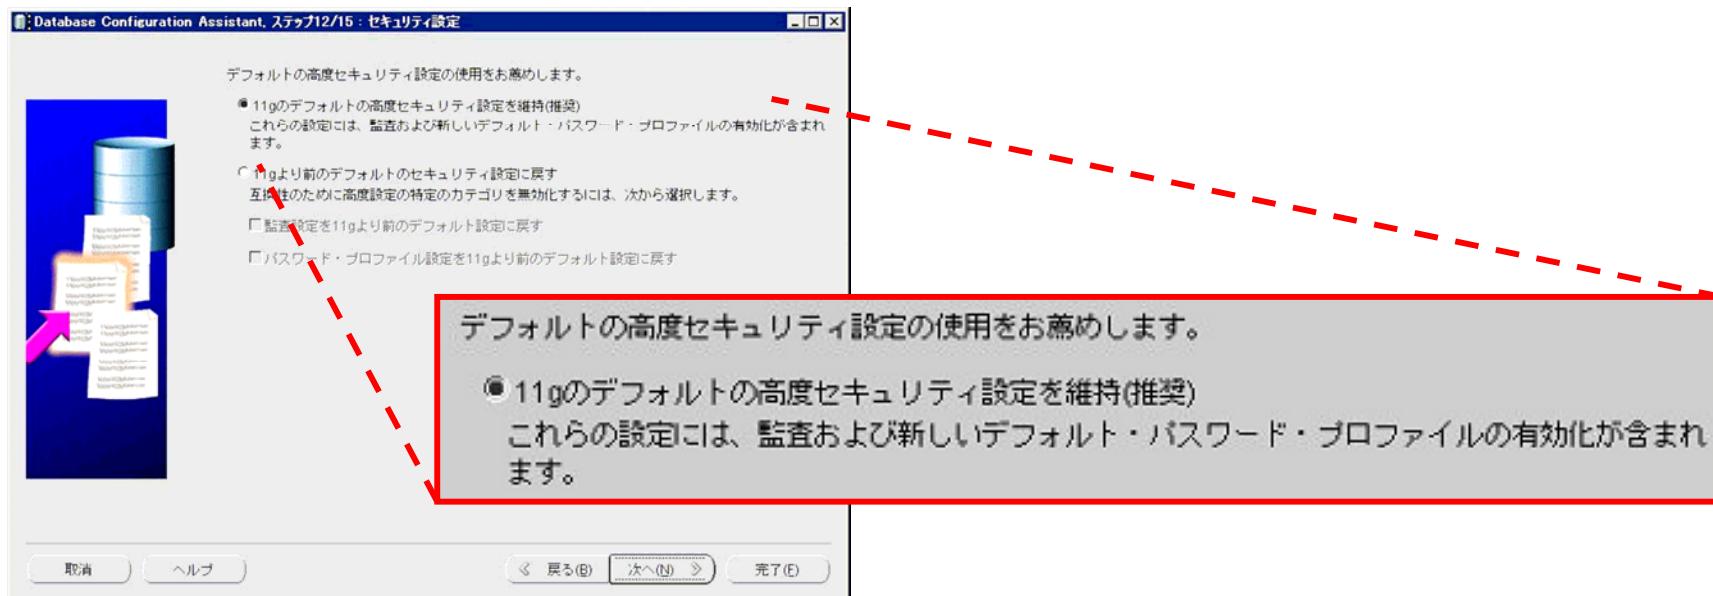 Database Configuration Assistant, ステップ12/15 : セキュリティ設定
デフォルトの高度セキュリティ設定の使用をお薦めします。
11gのデフォルトの高度セキュリティ設定を維持(推奨)
これらの設定には、監査および新しいデフォルト・パスワード・プロファイルの有効化が含まれ
ます。
11gより前のデフォルトのセキュリティ設定に戻す
互換性のために高度設定の特定のカテゴリを無効化するには、次から選択します。
監査設定を11gより前のデフォルト設定に戻す
パスワード・プロファイル設定を11gより前のデフォルト設定に戻す
デフォルトの高度セキュリティ設定の使用をお薦めします。
11gのデフォルトの高度セキュリティ設定を維持(推奨)
これらの設定には、監査および新しいデフォルト・パスワード・プロファイルの有効化が含まれ
ます。
取消 ヘルプ 戻る(B) 次へ(N) 完了(F)